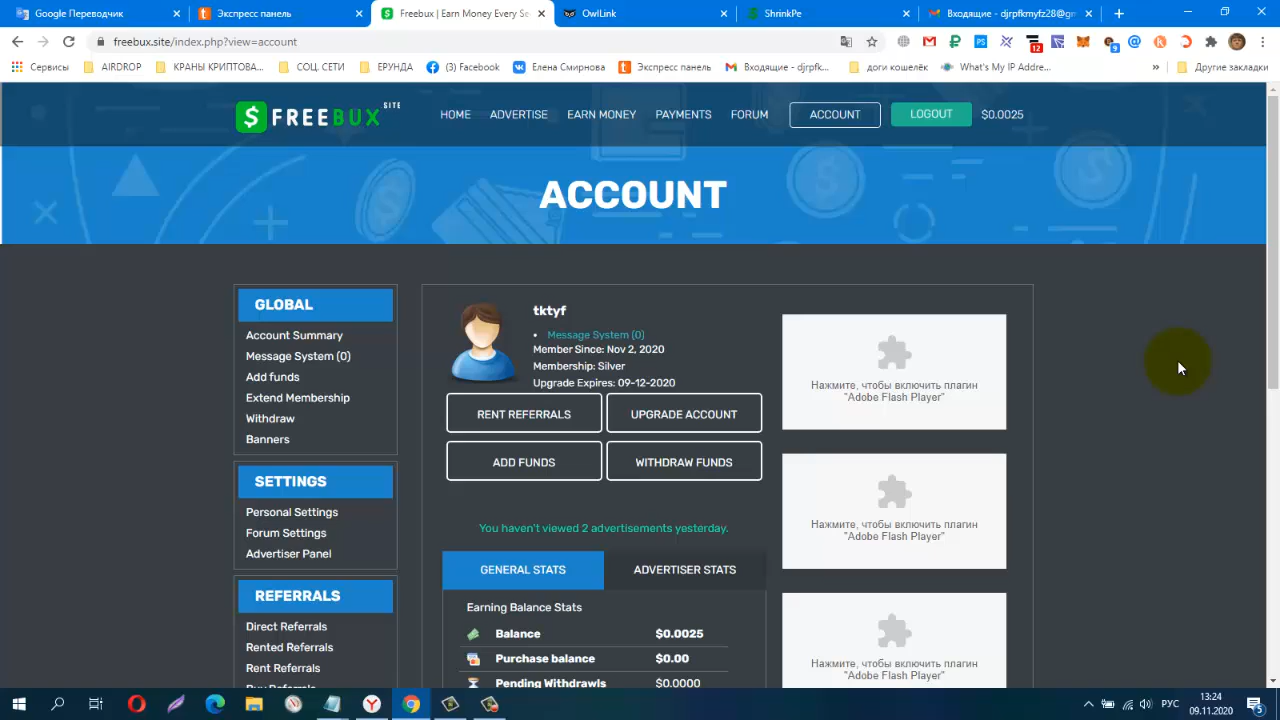 Google Переводчик
Экспресс панель
Freebux | Earn Money Every Se
OwlLink
ShrinkPe
Входящие - djrpfkmyfz28@gm
freebux.site/index.php?view=account
12
9
Сервисы
AIRDROP
КРАНЫ КРИПТОВА...
СОЦ. СЕТИ
ЕРУНДА
(3) Facebook
Елена Смирнова
Экспресс панель
Входящие - djrpfk...
доги кошелёк
What's My IP Addre...
»
Другие закладки
$ FREEBUX SITE
HOME
ADVERTISE
EARN MONEY
PAYMENTS
FORUM
ACCOUNT
LOGOUT
$0.0025
ACCOUNT
GLOBAL
Account Summary
Message System (0)
Add funds
Extend Membership
Withdraw
Banners
SETTINGS
Personal Settings
Forum Settings
Advertiser Panel
REFERRALS
Direct Referrals
Rented Referrals
Rent Referrals
tktyf
• Message System (0)
Member Since: Nov 2, 2020
Membership: Silver
Upgrade Expires: 09-12-2020
RENT REFERRALS
UPGRADE ACCOUNT
ADD FUNDS
WITHDRAW FUNDS
You haven't viewed 2 advertisements yesterday.
GENERAL STATS
ADVERTISER STATS
Earning Balance Stats
Balance $0.0025
Purchase balance $0.00
Pending Withdrawls $0.0000
Нажмите, чтобы включить плагин
"Adobe Flash Player"
Нажмите, чтобы включить плагин
"Adobe Flash Player"
Нажмите, чтобы включить плагин
"Adobe Flash Player"
РУС
13:24
09.11.2020
5